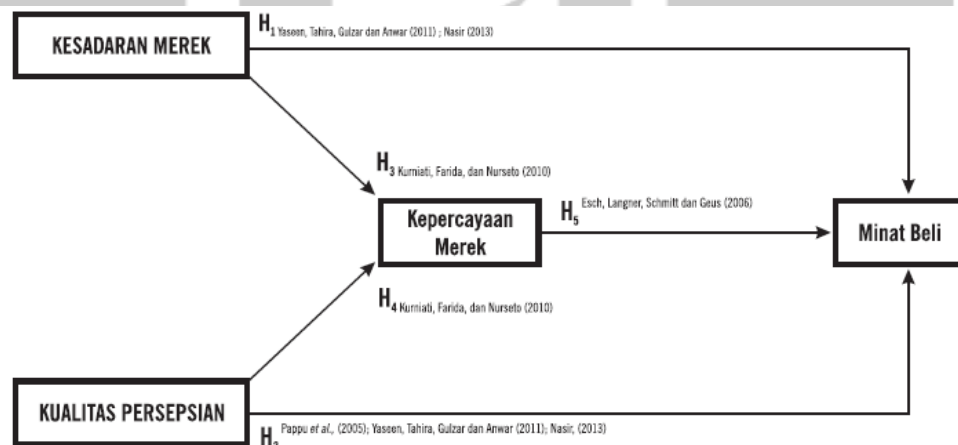 H1 Yaseen, Tahira, Gulzar dan Anwar (2011) ; Nasir (2013)
KESADARAN MEREK
H3 Kurniati, Farida, dan Nurseto (2010)
Kepercayaan
Merek
H5 Esch, Langner, Schmitt dan Geus (2006)
Minat Beli
H4 Kurniati, Farida, dan Nurseto (2010)
KUALITAS PERSEPSIAN
H2 Pappu et al., (2005); Yaseen, Tahira, Gulzar dan Anwar (2011); Nasir, (2013)